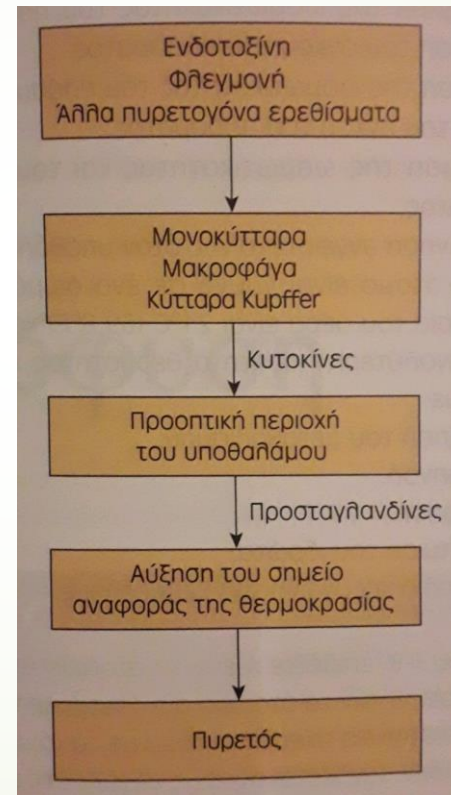 Ενδοτοξίνη
Φλεγμονή
Άλλα πυρετογόνα ερεθίσματα
Μονοκύτταρα
Μακροφάγα
Κύτταρα Kupffer
Κυτοκίνες
Προοπτική περιοχή
του υποθαλάμου
Προσταγλανδίνες
Αύξηση του σημείο
αναφοράς της θερμοκρασίας
Πυρετός